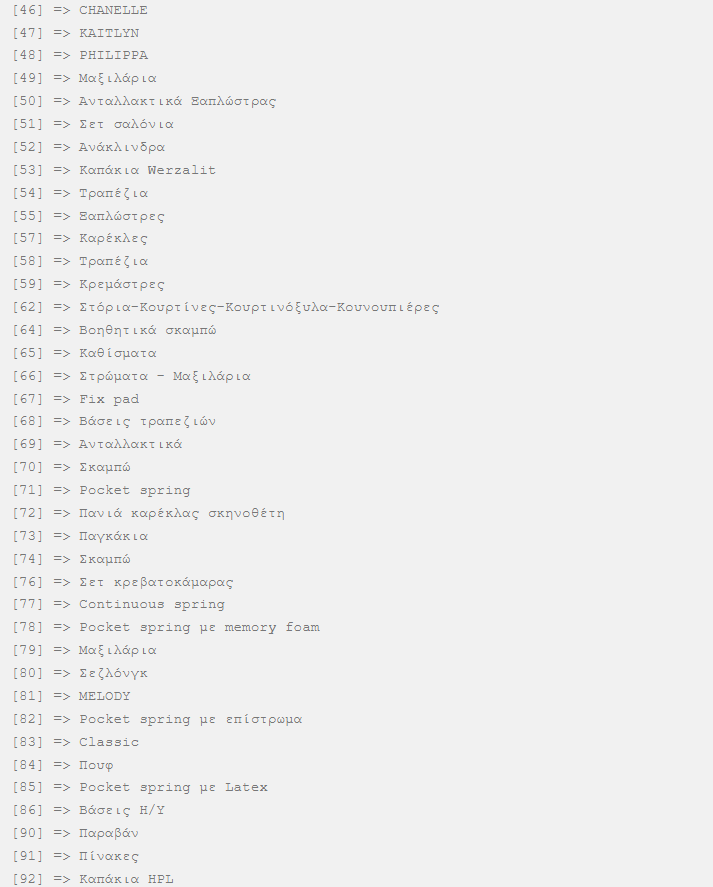 [46] => CHANELLE
[47] => KAITLYN
[48] => PHILIPPA
[49] => Μαξιλάρια
[50] => Ανταλλακτικά Ξαπλώστρας
[51] => Σετ σαλόνια
[52] => Ανάκλινδρα
[53] => Καπάκια Werzalit
[54] => Τραπέζια
[55] => Ξαπλώστρες
[57] => Καρέκλες
[58] => Τραπέζια
[59] => Κρεμάστρες
[62] => Στόρια-Κουρτίνες-Κουρτινόξυλα-Κουνουπιέρες
[64] => Βοηθητικά σκαμπώ
[65] => Καθίσματα
[66] => Στρώματα - Μαξιλάρια
[67] => Fix pad
[68] => Βάσεις τραπεζιών
[69] => Ανταλλακτικά
[70] => Σκαμπώ
[71] => Pocket spring
[72] => Πανιά καρέκλας σκηνοθέτη
[73] => Παγκάκια
[74] => Σκαμπώ
[76] => Σετ κρεβατοκάμαρας
[77] => Continuous spring
[78] => Pocket spring με memory foam
[79] => Μαξιλάρια
[80] => Σεζλόνγκ
[81] => MELODY
[82] => Pocket spring με επίστρωμα
[83] => Classic
[84] => Πουφ
[85] => Pocket spring με Latex
[86] => Βάσεις Η/Υ
[90] => Παραβάν
[91] => Πίνακες
[92] => Καπάκια HPL